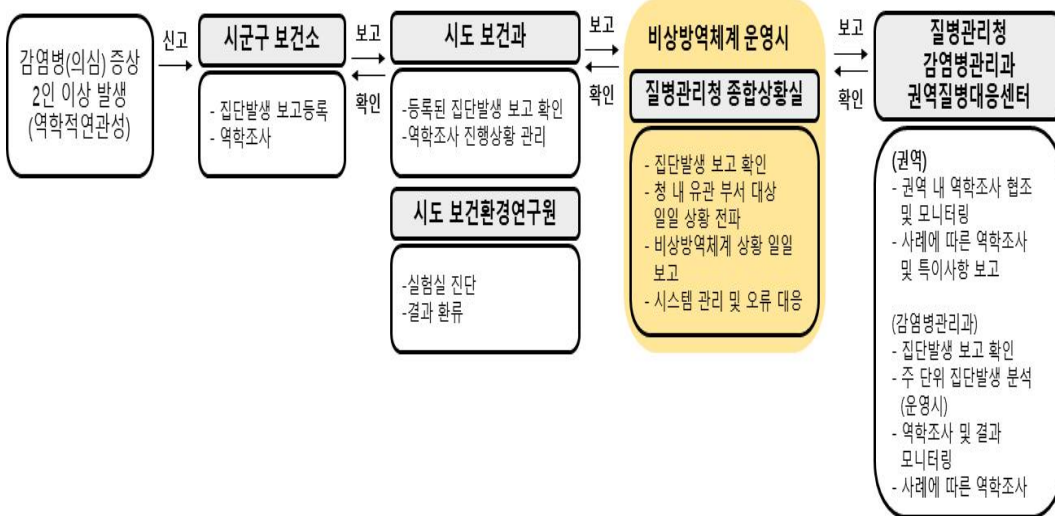 감염병(의심) 증상
2인 이상 발생
(역학적연관성)
신고
시군구 보건소
- 집단발생 보고등록
- 역학조사
보고
확인
시도 보건과
-등록된 집단발생 보고 확인
-역학조사 진행상황 관리
시도 보건환경연구원
-실험실 진단
-결과 환류
보고
확인
비상방역체계 운영시
질병관리청 종합상황실
- 집단발생 보고 확인
- 청 내 유관 부서 대상
일일 상황 전파
- 비상방역체계 상황 일일
보고
- 시스템 관리 및 오류 대응
보고
확인
질병관리청
감염병관리과
권역질병대응센터
(권역)
- 권역 내 역학조사 협조
및 모니터링
- 사례에 따른 역학조사
및 특이사항 보고
(감염병관리과)
- 집단발생 보고 확인
- 주 단위 집단발생 분석
(운영시)
- 역학조사 및 결과
모니터링
- 사례에 따른 역학조사